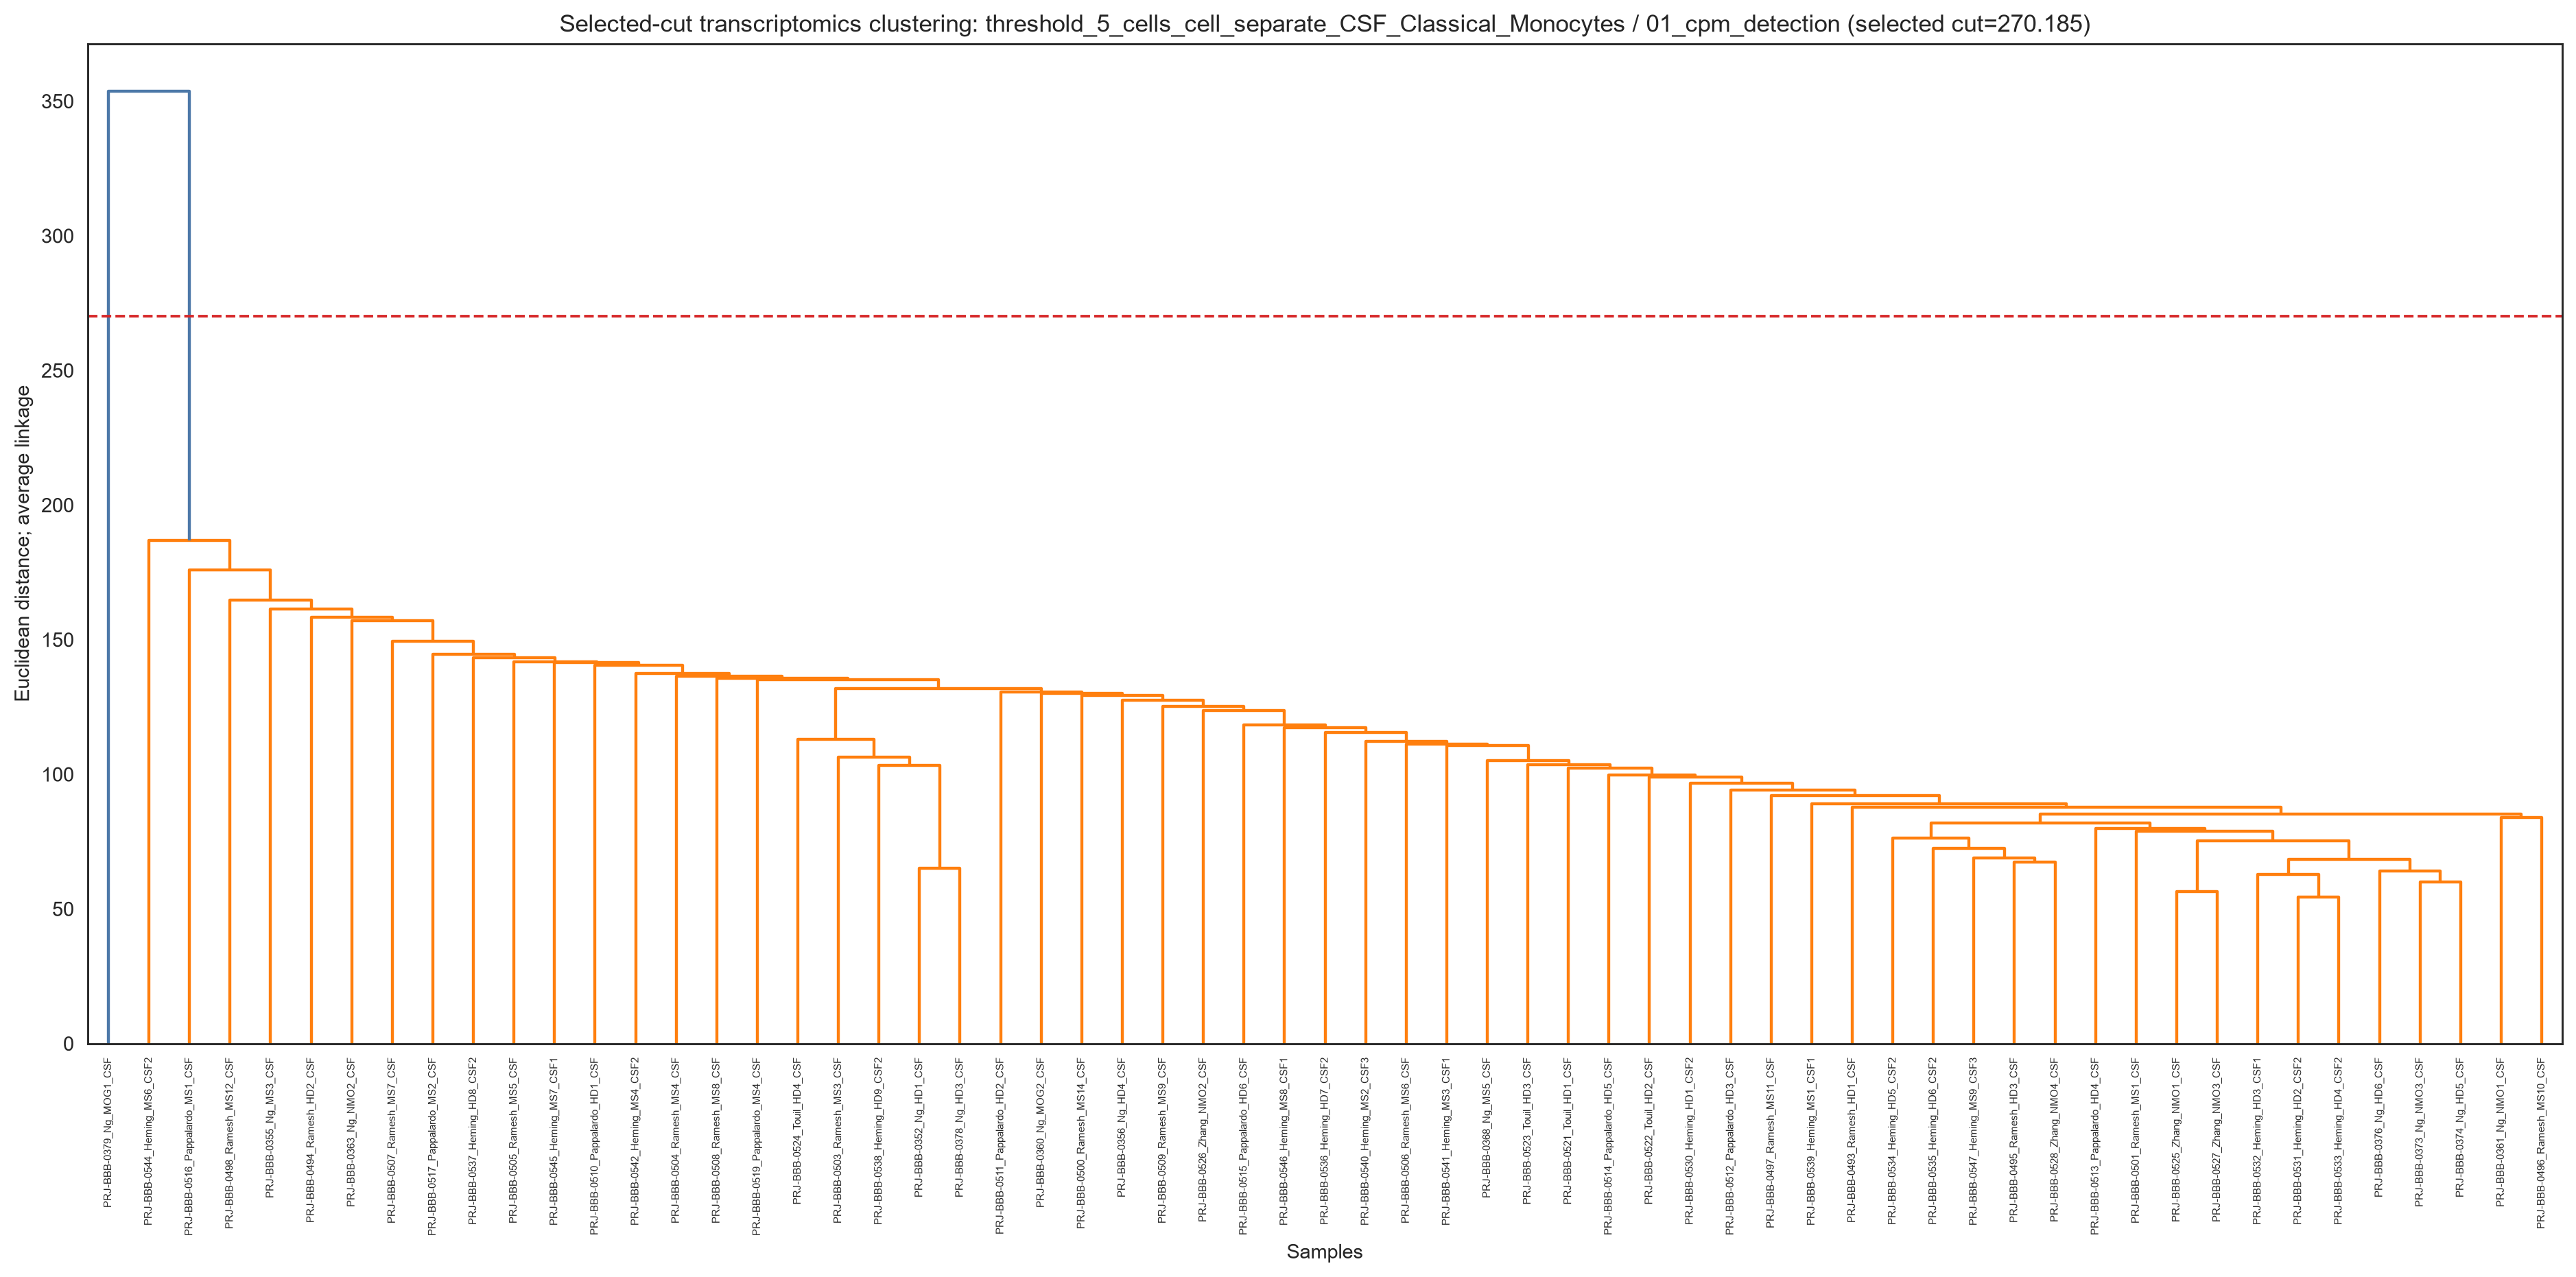 Selected-cut transcriptomics clustering: threshold_5_cells_cell_separate_CSF_Classical_Monocytes / 01_cpm_detection (selected cut=270.185)
Euclidean distance; average linkage
350
300
250
200
150
100
50
0
PRJ-BBB-0379_Ng_MOG1_CSF
PRJ-BBB-0544_Heming_MS6_CSF2
PRJ-BBB-0516_Pappalardo_MS1_CSF
PRJ-BBB-0498_Ramesh_MS12_CSF
PRJ-BBB-0355_Ng_MS3_CSF
PRJ-BBB-0494_Ramesh_HD2_CSF
PRJ-BBB-0363_Ng_NMO2_CSF
PRJ-BBB-0507_Ramesh_MS7_CSF
PRJ-BBB-0517_Pappalardo_MS2_CSF
PRJ-BBB-0537_Heming_HD8_CSF2
PRJ-BBB-0505_Ramesh_MS5_CSF
PRJ-BBB-0545_Heming_MS7_CSF1
PRJ-BBB-0510_Pappalardo_HD1_CSF
PRJ-BBB-0542_Heming_MS4_CSF2
PRJ-BBB-0504_Ramesh_MS4_CSF
PRJ-BBB-0508_Ramesh_MS8_CSF
PRJ-BBB-0519_Pappalardo_MS4_CSF
PRJ-BBB-0524_Touil_HD4_CSF
PRJ-BBB-0503_Ramesh_MS3_CSF
PRJ-BBB-0538_Heming_HD9_CSF2
PRJ-BBB-0352_Ng_HD1_CSF
PRJ-BBB-0378_Ng_HD3_CSF
PRJ-BBB-0511_Pappalardo_HD2_CSF
PRJ-BBB-0360_Ng_MOG2_CSF
PRJ-BBB-0500_Ramesh_MS14_CSF
PRJ-BBB-0356_Ng_HD4_CSF
PRJ-BBB-0509_Ramesh_MS9_CSF
PRJ-BBB-0526_Zhang_NMO2_CSF
PRJ-BBB-0515_Pappalardo_HD6_CSF
PRJ-BBB-0546_Heming_MS8_CSF1
PRJ-BBB-0536_Heming_HD7_CSF2
PRJ-BBB-0540_Heming_MS2_CSF3
PRJ-BBB-0506_Ramesh_MS6_CSF
PRJ-BBB-0541_Heming_MS3_CSF1
PRJ-BBB-0368_Ng_MS5_CSF
PRJ-BBB-0523_Touil_HD3_CSF
PRJ-BBB-0521_Touil_HD1_CSF
PRJ-BBB-0514_Pappalardo_HD5_CSF
PRJ-BBB-0522_Touil_HD2_CSF
PRJ-BBB-0530_Heming_HD1_CSF2
PRJ-BBB-0512_Pappalardo_HD3_CSF
PRJ-BBB-0497_Ramesh_MS11_CSF
PRJ-BBB-0539_Heming_MS1_CSF1
PRJ-BBB-0493_Ramesh_HD1_CSF
PRJ-BBB-0534_Heming_HD5_CSF2
PRJ-BBB-0535_Heming_HD6_CSF2
PRJ-BBB-0547_Heming_MS9_CSF3
PRJ-BBB-0495_Ramesh_HD3_CSF
PRJ-BBB-0528_Zhang_NMO4_CSF
PRJ-BBB-0513_Pappalardo_HD4_CSF
PRJ-BBB-0501_Ramesh_MS1_CSF
PRJ-BBB-0525_Zhang_NMO1_CSF
PRJ-BBB-0527_Zhang_NMO3_CSF
PRJ-BBB-0532_Heming_HD3_CSF1
PRJ-BBB-0531_Heming_HD2_CSF2
PRJ-BBB-0533_Heming_HD4_CSF2
PRJ-BBB-0376_Ng_HD6_CSF
PRJ-BBB-0373_Ng_NMO3_CSF
PRJ-BBB-0374_Ng_HD5_CSF
PRJ-BBB-0361_Ng_NMO1_CSF
PRJ-BBB-0496_Ramesh_MS10_CSF
Samples